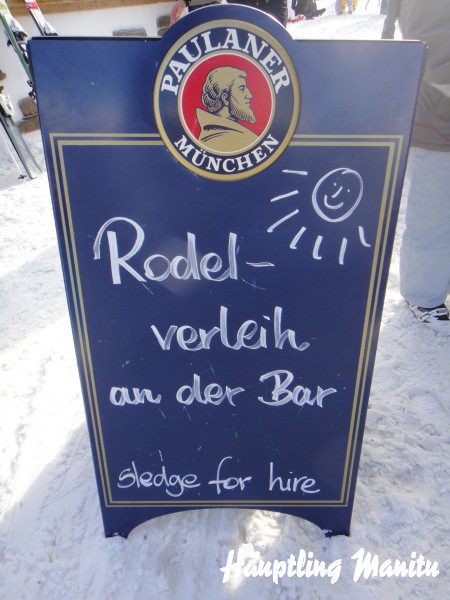 PAULANER
MÜNCHEN
Rodel-
verleih
an der Bar
sledge for hire
Häuptling Manitu